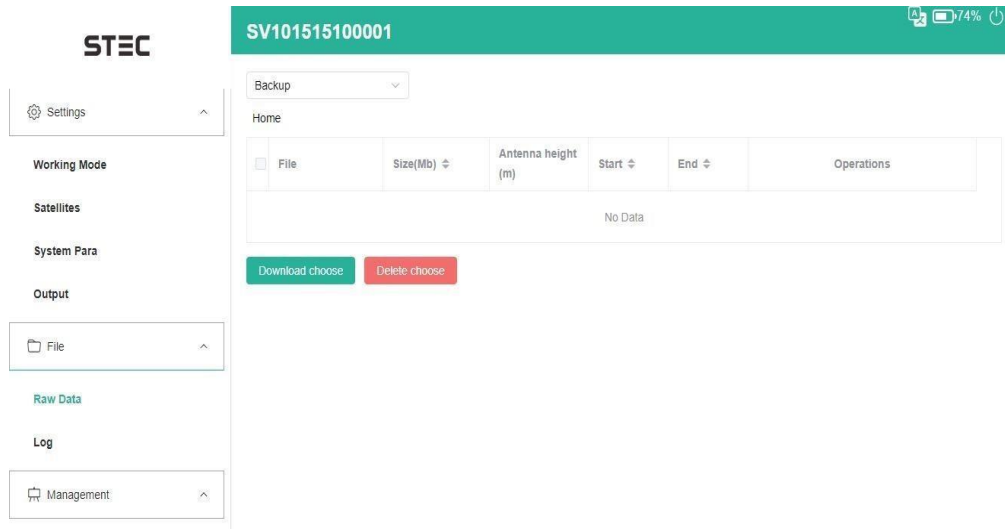 STEC
SV101515100001
74%
Settings
Working Mode
Satellites
System Para
Output
File
Raw Data
Log
Management
Backup
Home
File
Size(Mb)
Antenna height
(m)
Start
End
Operations
No Data
Download choose
Delete choose